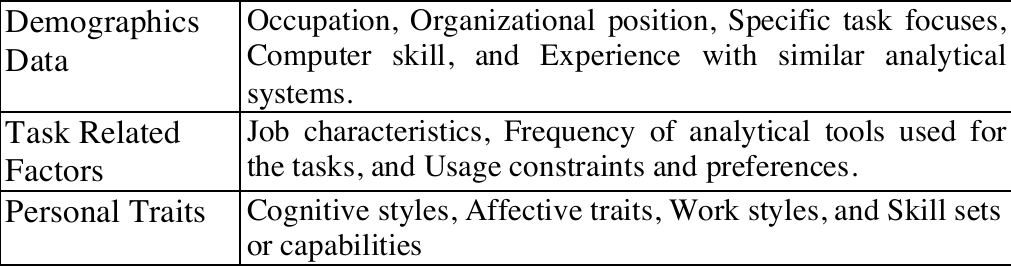 Demographics
Data
Occupation, Organizational position, Specific task focuses,
Computer skill, and Experience with similar analytical
systems.
Task Related
Factors
Job characteristics, Frequency of analytical tools used for
the tasks, and Usage constraints and preferences.
Personal Traits
Cognitive styles, Affective traits, Work styles, and Skill sets
or capabilities